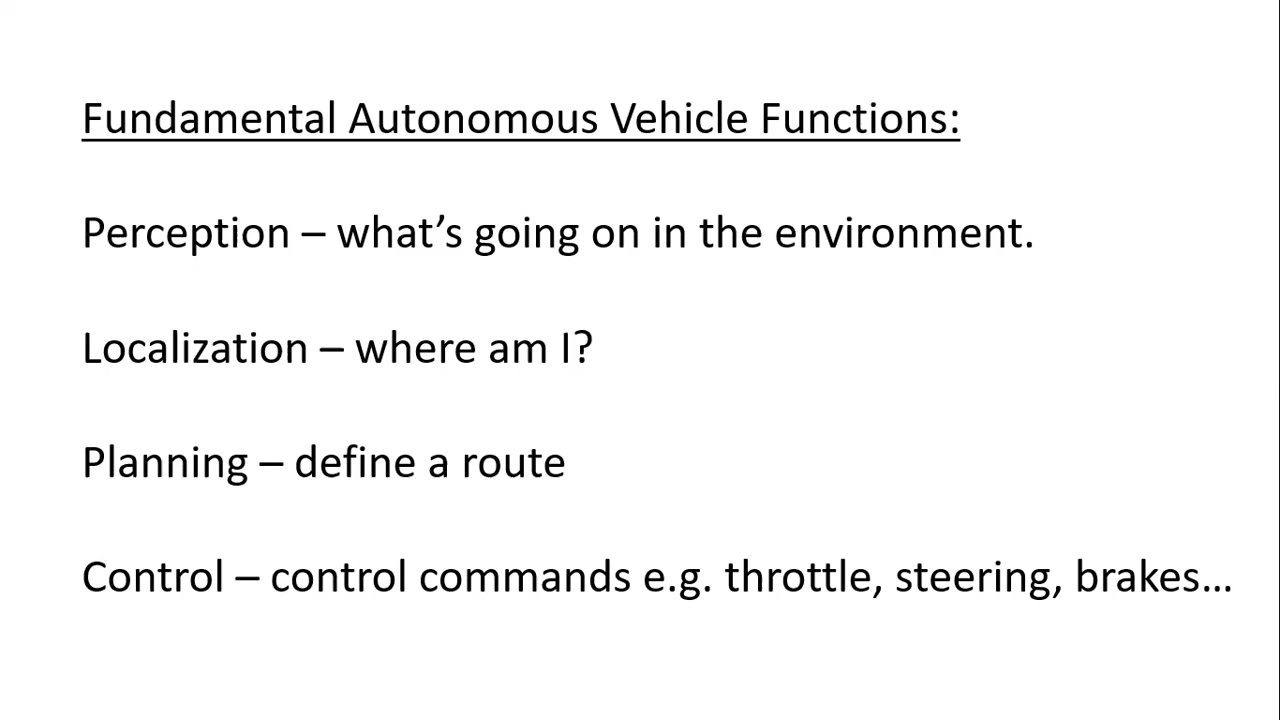 Fundamental Autonomous Vehicle Functions:
Perception – what’s going on in the environment.
Localization – where am I?
Planning – define a route
Control – control commands e.g. throttle, steering, brakes…